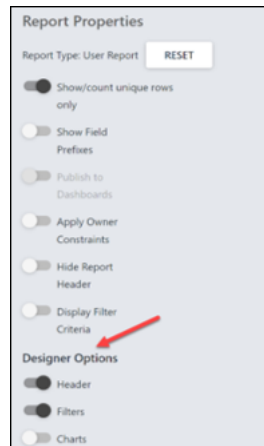 Report Properties
Report Type: User Report RESET
Show/count unique rows
only
Show Field
Prefixes
Publish to
Dashboards
Apply Owner
Constraints
Hide Report
Header
Display Filter
Criteria
Designer Options
Header
Filters
Charts